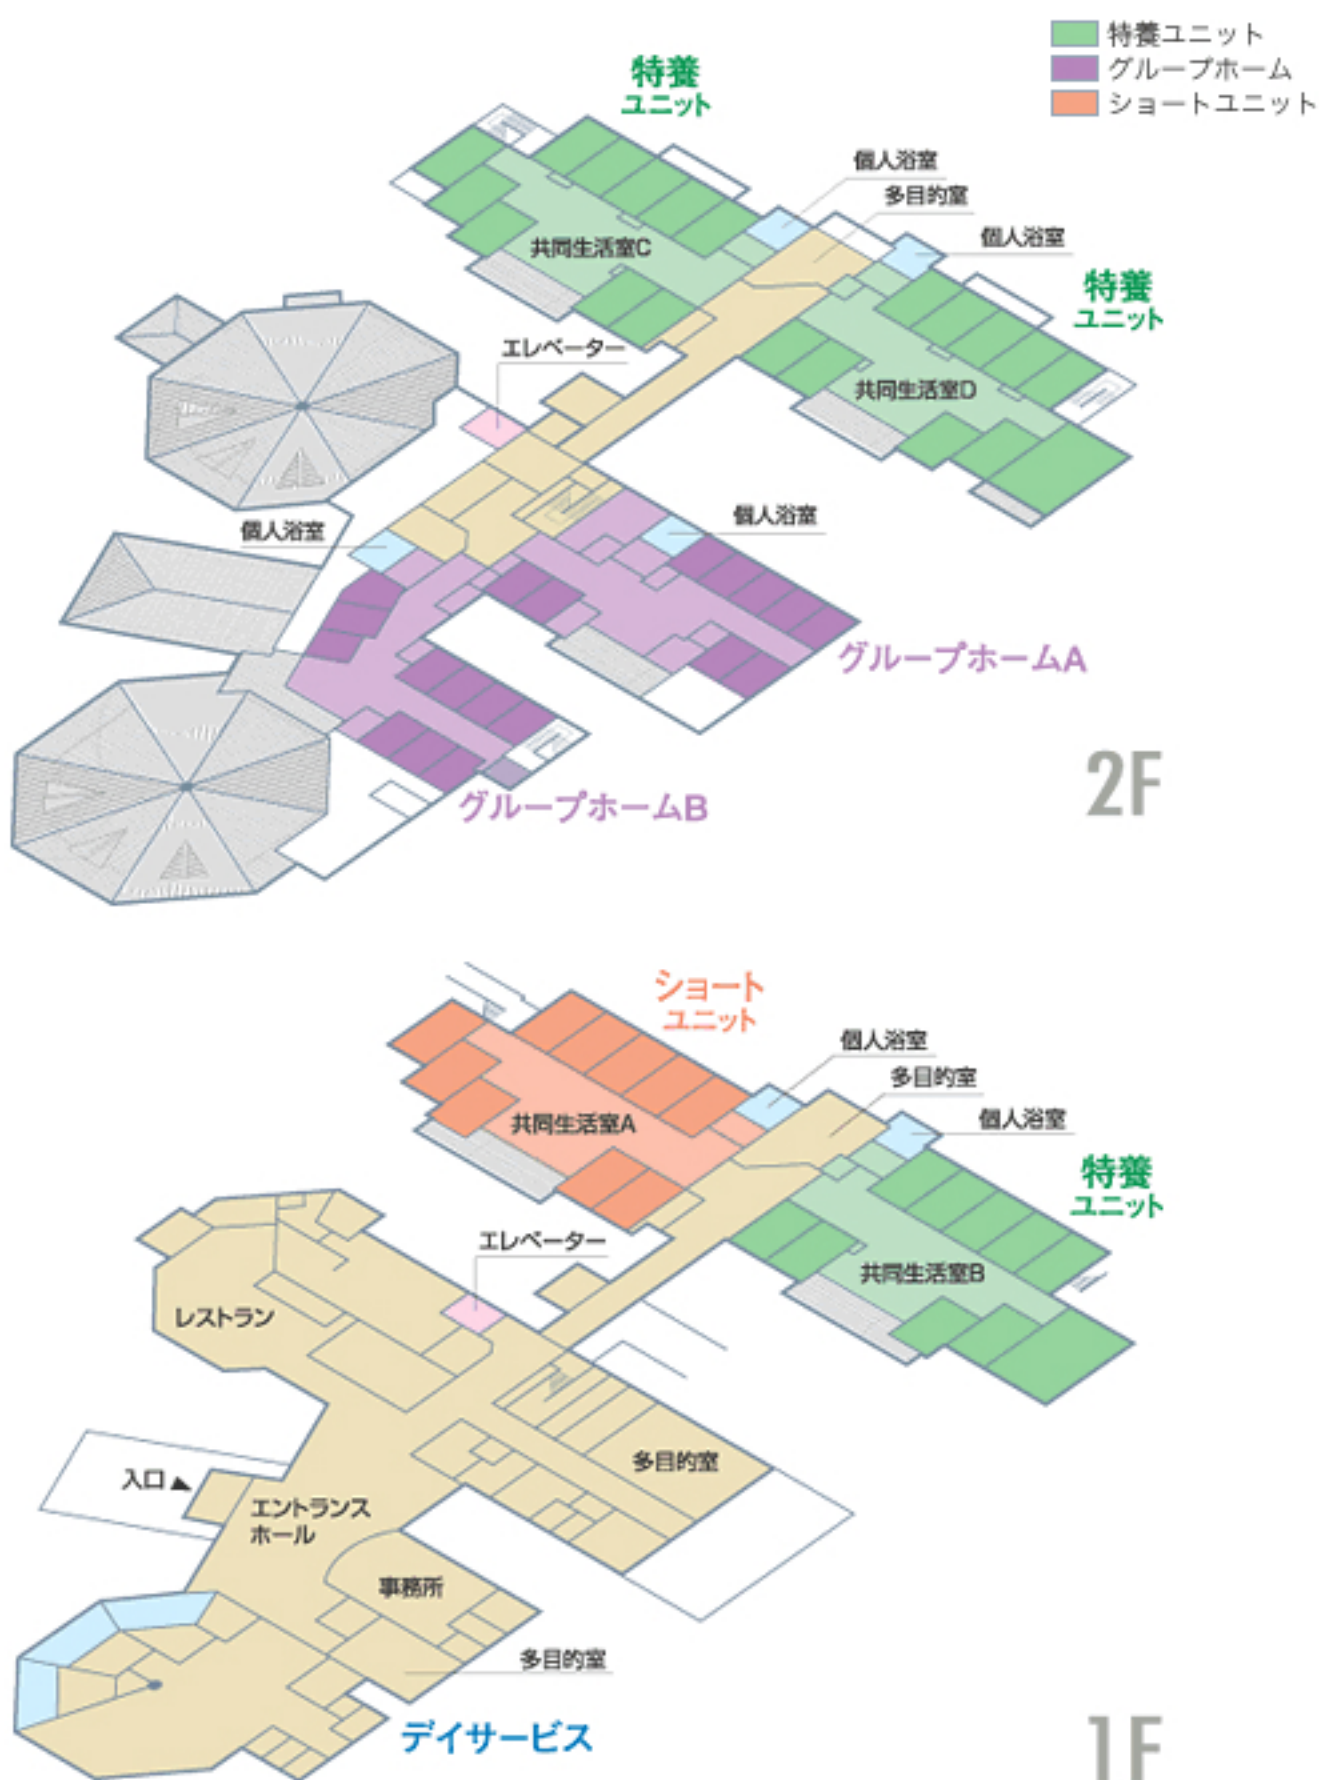 特養ユニット
グループホーム
ショートユニット
特養
ユニット
個人浴室
多目的室
個人浴室
共同生活室C
特養
ユニット
エレベーター
共同生活室D
個人浴室
個人浴室
グループホームA
グループホームB
2F
ショート
ユニット
個人浴室
多目的室
個人浴室
共同生活室A
特養
ユニット
エレベーター
共同生活室B
レストラン
多目的室
入口
エントランス
ホール
事務所
多目的室
デイサービス
1F